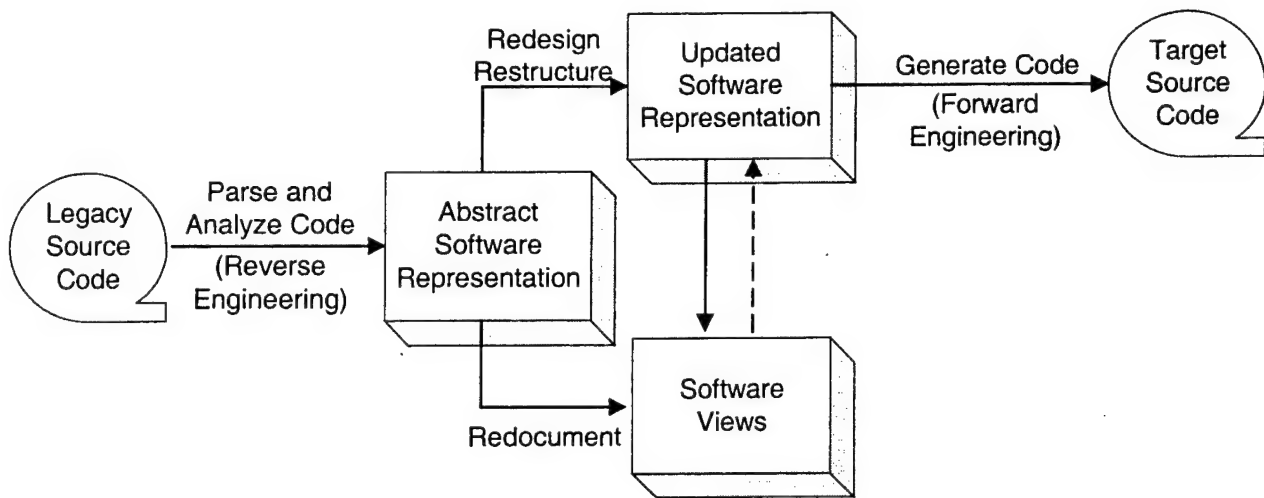 Legacy
Source
Code
Parse and
Analyze Code
(Reverse
Engineering)
Abstract
Software
Representation
Redesign
Restructure
Updated
Software
Representation
Generate Code
(Forward
Engineering)
Target
Source
Code
Redocument
Software
Views